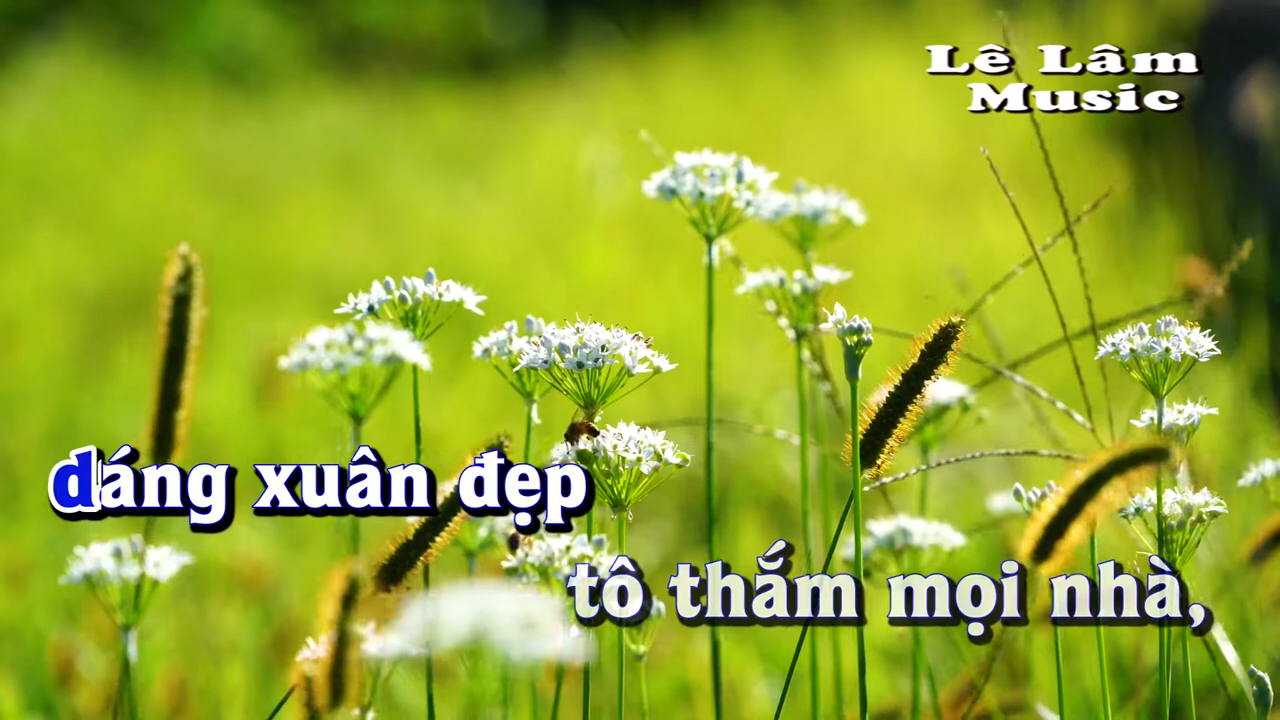 Lê Lâm
Music
dáng xuân đẹp
tô thắm mọi nhà,